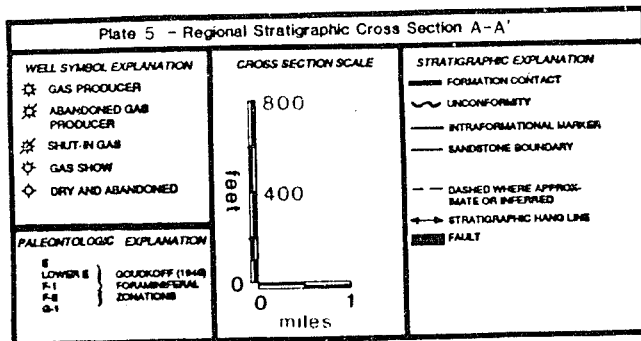 Plate 5 - Regional Stratigraphic Cross Section A-A'
WELL SYMBOL EXPLANATION
GAS PRODUCER
ABANDONED GAS
PRODUCER
SHUT-IN GAS
GAS SHOW
DRY AND ABANDONED
PALEONTOLOGIC EXPLANATION
E
LOWER E
F-1
F-2
G-1
GOUDKOFF (1945)
FORAMINIFERAL
ZONATIONS
CROSS SECTION SCALE
800
400
0
feet
0 1
miles
STRATIGRAPHIC EXPLANATION
FORMATION CONTACT
UNCONFORMITY
INTRAFORMATIONAL MARKER
SANDSTONE BOUNDARY
DASHED WHERE APPROX-
IMATE OR INFERRED
STRATIGRAPHIC HANG LINE
FAULT